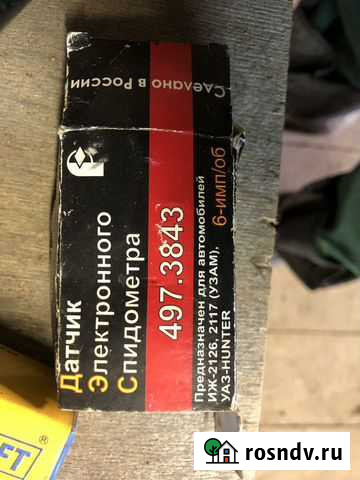 Сделано в России
Датчик
Электронного
Спидометра
497.3843
6-имп/об
Предназначен для автомобилей
ИЖ-2126, 2117 (УЗАМ),
УАЗ-HUNTER
FT®
rosndv.ru